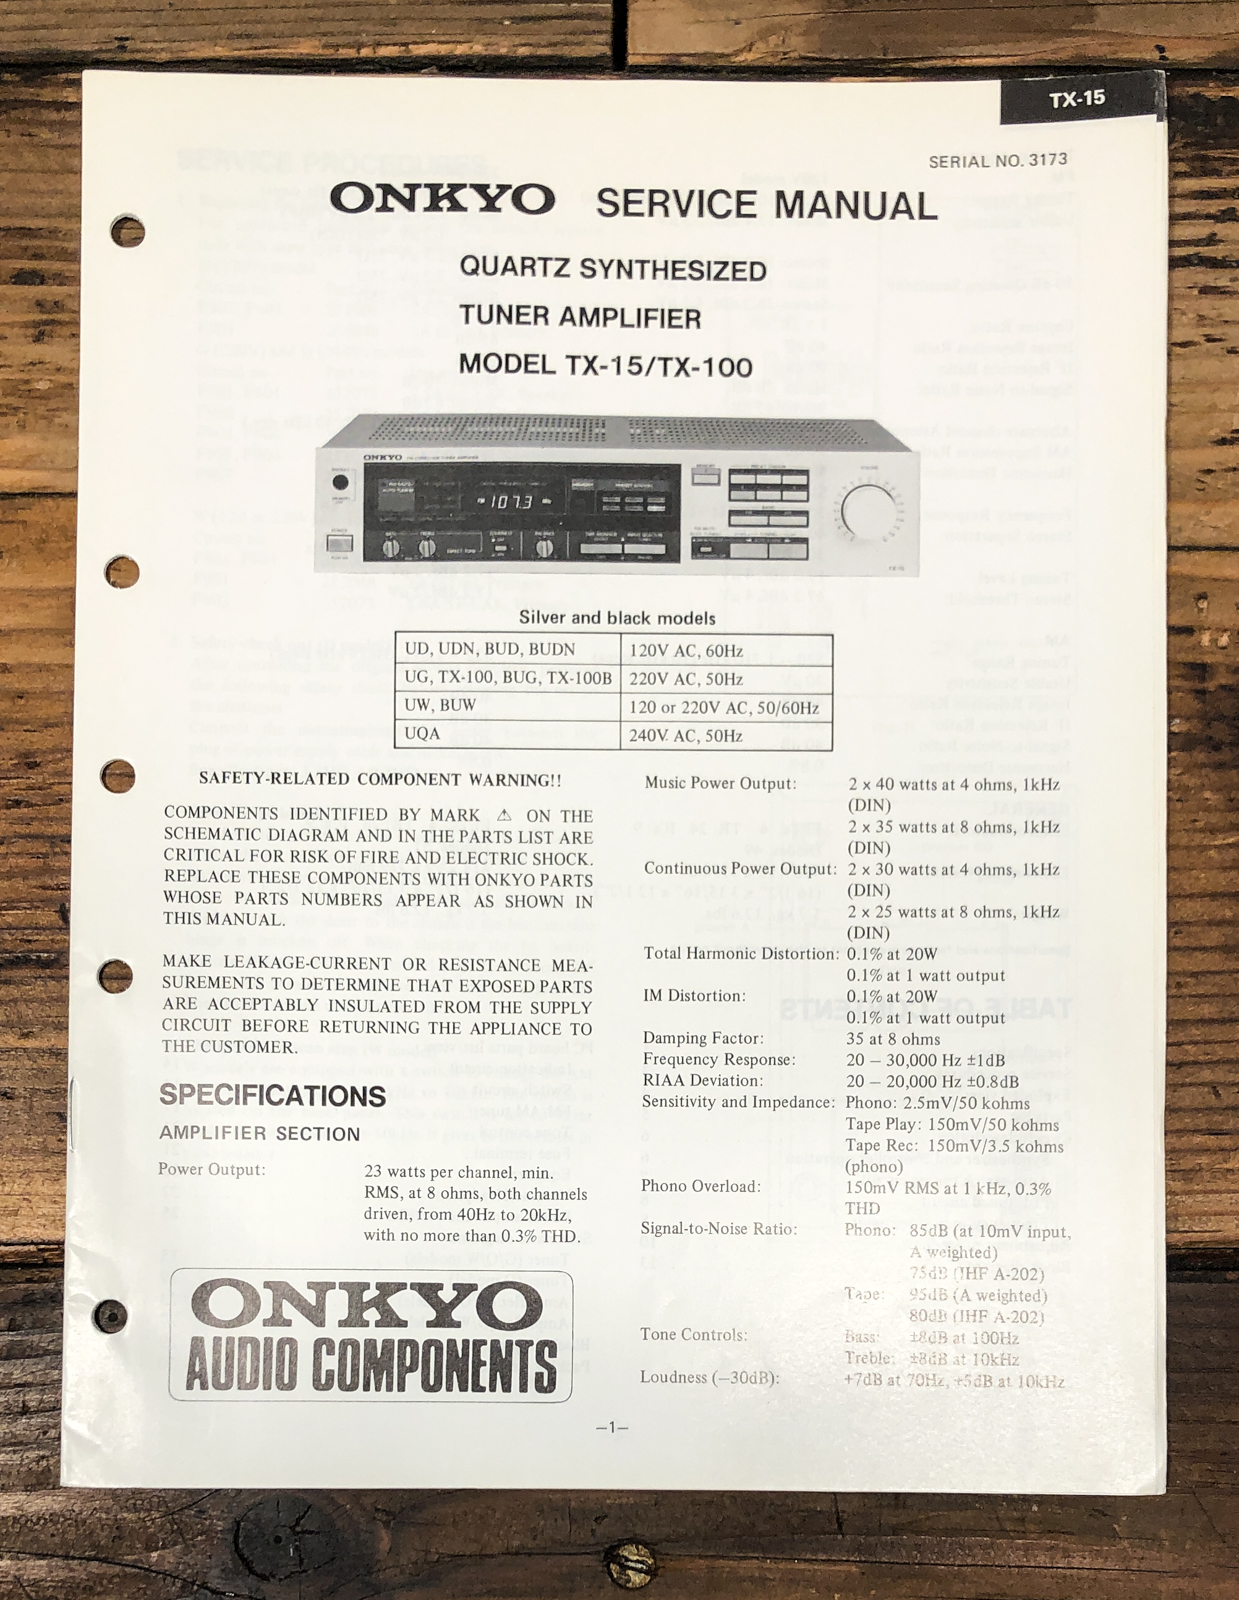 TX-15
SERIAL NO. 3173
ONKYO SERVICE MANUAL
QUARTZ SYNTHESIZED
TUNER AMPLIFIER
MODEL TX-15/TX-100
ONKYO
107.3
Silver and black models
UD, UDN, BUD, BUDN 120V AC, 60Hz
UG, TX-100, BUG, TX-100B 220V AC, 50Hz
UW, BUW 120 or 220V AC, 50/60Hz
UQA 240V AC, 50Hz
SAFETY-RELATED COMPONENT WARNING!!
COMPONENTS IDENTIFIED BY MARK ⚠ ON THE
SCHEMATIC DIAGRAM AND IN THE PARTS LIST ARE
CRITICAL FOR RISK OF FIRE AND ELECTRIC SHOCK.
REPLACE THESE COMPONENTS WITH ONKYO PARTS
WHOSE PARTS NUMBERS APPEAR AS SHOWN IN
THIS MANUAL.
MAKE LEAKAGE-CURRENT OR RESISTANCE MEA-
SUREMENTS TO DETERMINE THAT EXPOSED PARTS
ARE ACCEPTABLY INSULATED FROM THE SUPPLY
CIRCUIT BEFORE RETURNING THE APPLIANCE TO
THE CUSTOMER.
SPECIFICATIONS
AMPLIFIER SECTION
Power Output: 23 watts per channel, min.
RMS, at 8 ohms, both channels
driven, from 40Hz to 20kHz,
with no more than 0.3% THD.
ONKYO
AUDIO COMPONENTS
Music Power Output: 2 x 40 watts at 4 ohms, 1kHz
(DIN)
2 x 35 watts at 8 ohms, 1kHz
(DIN)
Continuous Power Output: 2 x 30 watts at 4 ohms, 1kHz
(DIN)
2 x 25 watts at 8 ohms, 1kHz
(DIN)
Total Harmonic Distortion: 0.1% at 20W
0.1% at 1 watt output
IM Distortion: 0.1% at 20W
0.1% at 1 watt output
Damping Factor: 35 at 8 ohms
Frequency Response: 20 – 30,000 Hz ±1dB
RIAA Deviation: 20 – 20,000 Hz ±0.8dB
Sensitivity and Impedance: Phono: 2.5mV/50 kohms
Tape Play: 150mV/50 kohms
Tape Rec: 150mV/3.5 kohms
(phono)
Phono Overload: 150mV RMS at 1 kHz, 0.3%
THD
Signal-to-Noise Ratio: Phono: 85dB (at 10mV input,
A weighted)
75dB (IHF A-202)
Tape: 95dB (A weighted)
80dB (IHF A-202)
Tone Controls: Bass: ±8dB at 100Hz
Treble: ±8dB at 10kHz
Loudness (–30dB): +7dB at 70Hz, +5dB at 10kHz
–1–